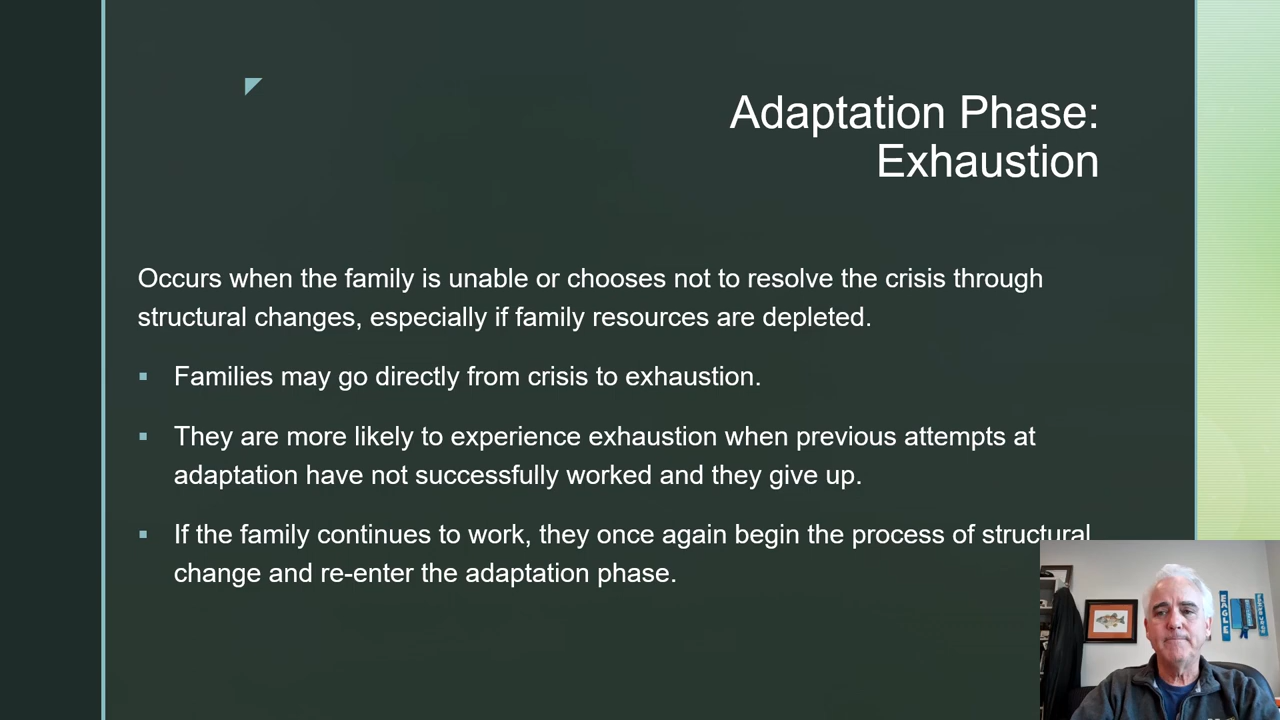 Adaptation Phase:
Exhaustion
Occurs when the family is unable or chooses not to resolve the crisis through
structural changes, especially if family resources are depleted.
▪ Families may go directly from crisis to exhaustion.
▪ They are more likely to experience exhaustion when previous attempts at
adaptation have not successfully worked and they give up.
▪ If the family continues to work, they once again begin the process of structural
change and re-enter the adaptation phase.
EAGLE